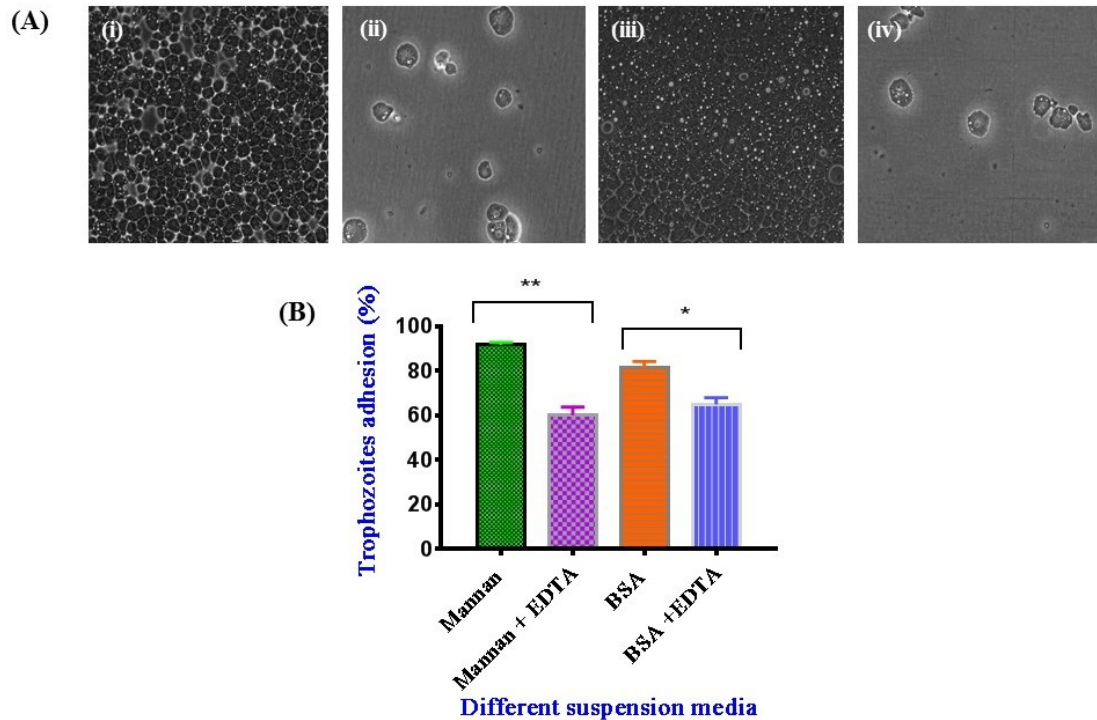 (A)
(i)
(ii)
(iii)
(iv)
(B)
**
*
Trophozoites adhesion (%)
100
80
60
40
20
0
Mannan
Mannan + EDTA
BSA
BSA +EDTA
Different suspension media